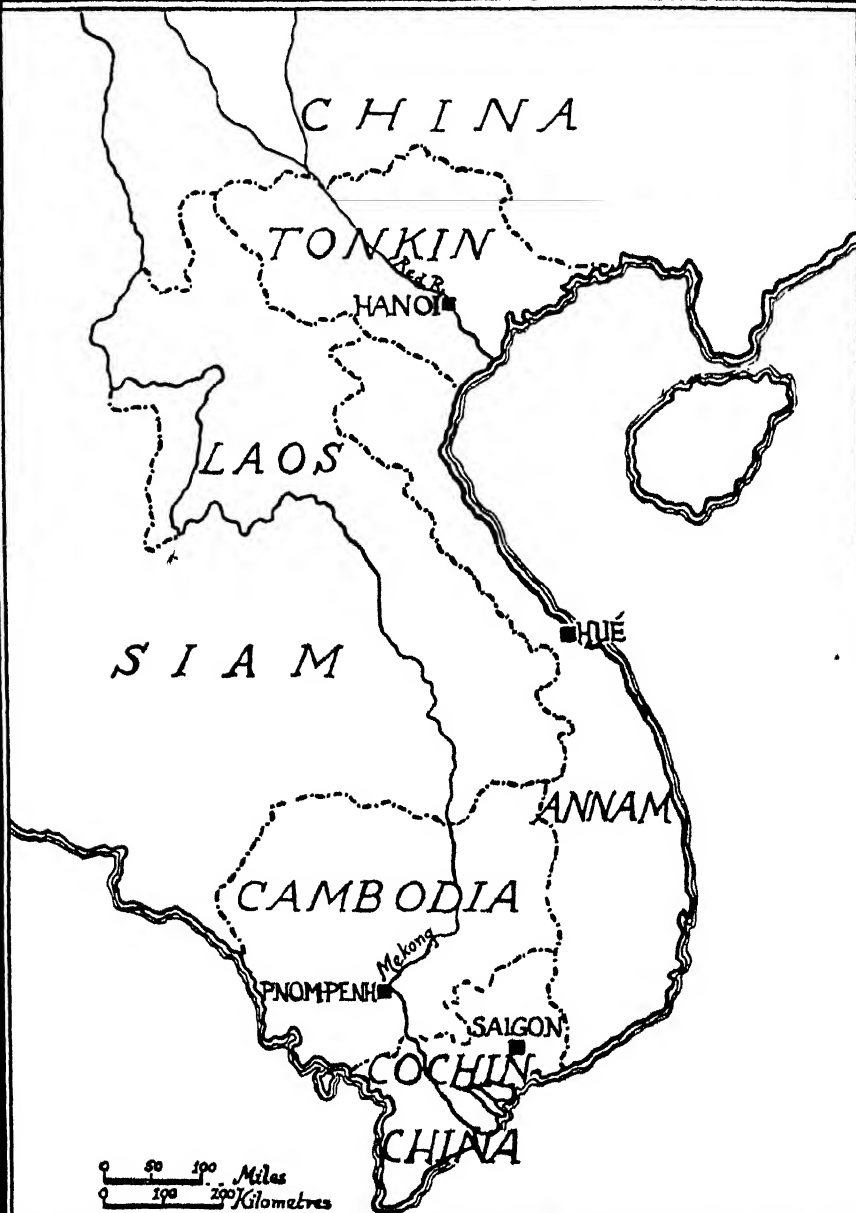 CHINA
TONKIN
Red R.
HANOI
LAOS
HUÉ
SIAM
ANNAM
CAMBODIA
Mekong
PNOM-PENH
SAIGON
COCHIN-
CHINA
0 50 100 Miles
0 100 200 Kilometres